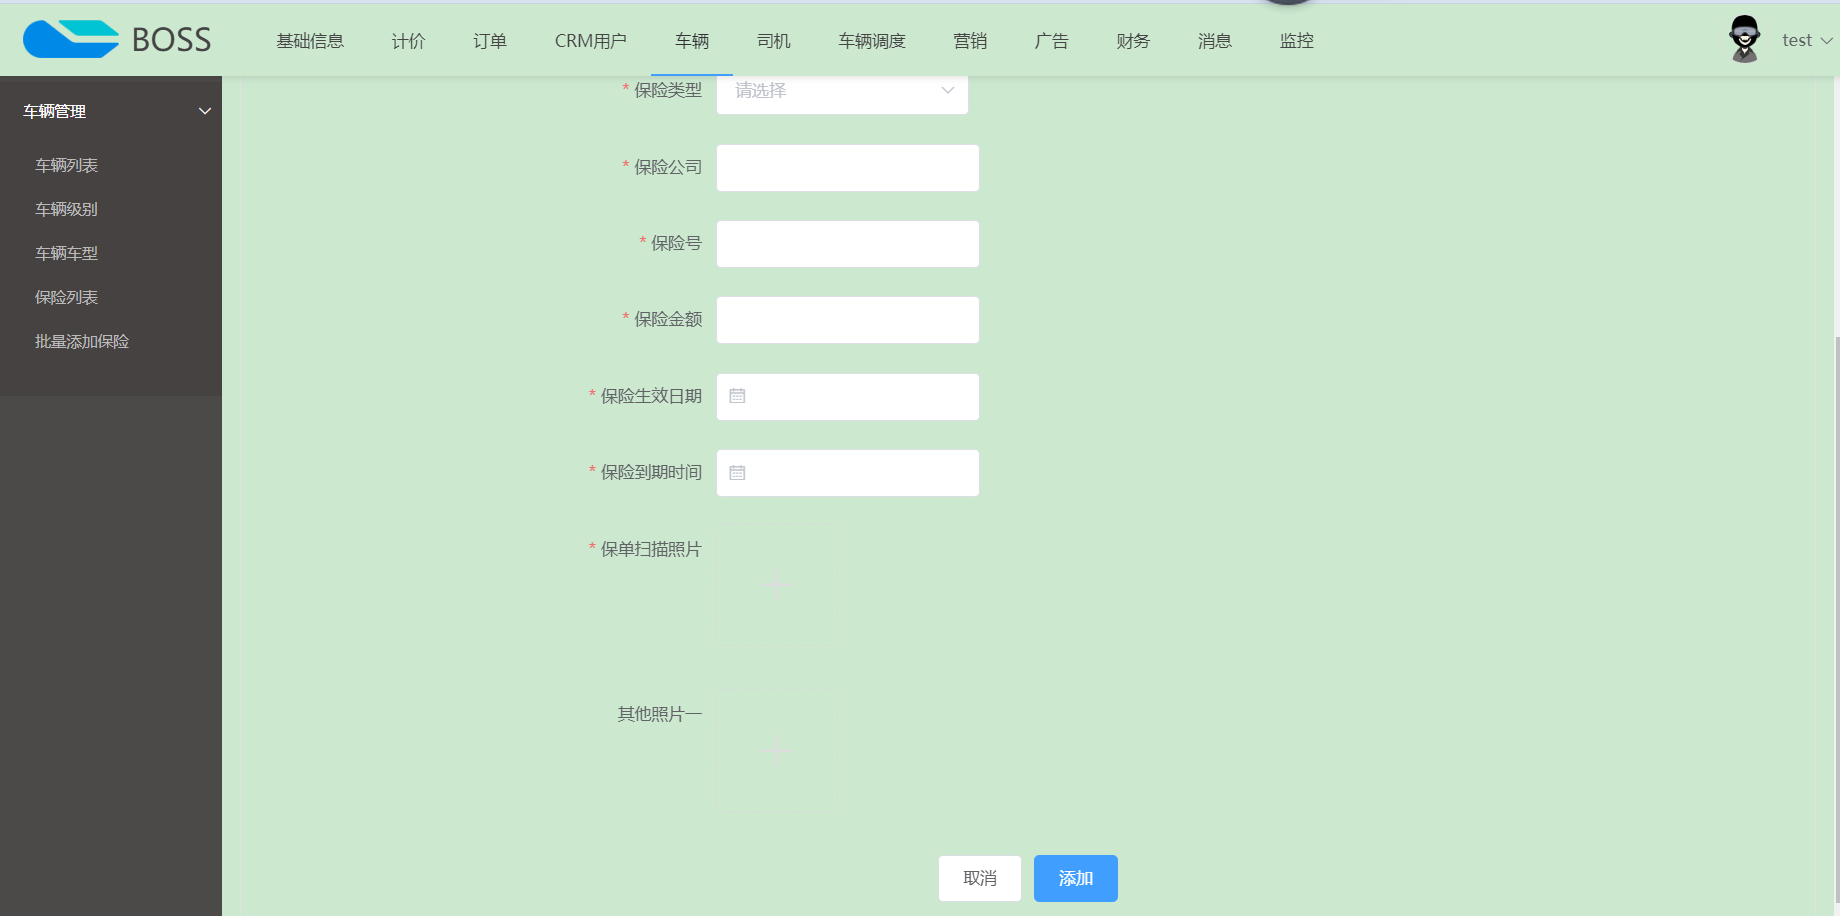 BOSS
基础信息 计价 订单 CRM用户 车辆 司机 车辆调度 营销 广告 财务 消息 监控 test
车辆管理
车辆列表
车辆级别
车辆车型
保险列表
批量添加保险
* 保险类型 请选择
* 保险公司
* 保险号
* 保险金额
* 保险生效日期
* 保险到期时间
* 保单扫描照片
其他照片一
取消 添加